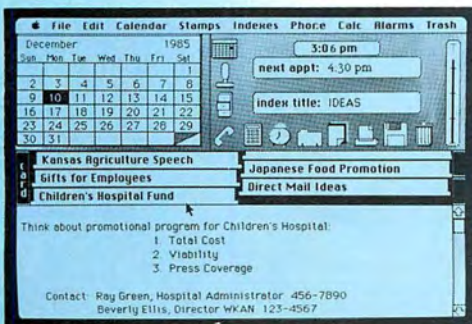 File Edit Calendar Stamps Indexes Phone Calc Alarms Trash
December 1985
Sun Mon Tue Wed Thu Fri Sat
1
2 3 4 5 6 7 8
9 10 11 12 13 14 15
16 17 18 19 20 21 22
23 24 25 26 27 28 29
30 31
3:06 pm
next appt: 4:30 pm
index title: IDEAS
card
Kansas Agriculture Speech
Gifts for Employees
Children's Hospital Fund
Japanese Food Promotion
Direct Mail Ideas
Think about promotional program for Children's Hospital:
1. Total Cost
2. Viability
3. Press Coverage
Contact: Ray Green, Hospital Administrator 456-7890
Beverly Ellis, Director WKAN 123-4567